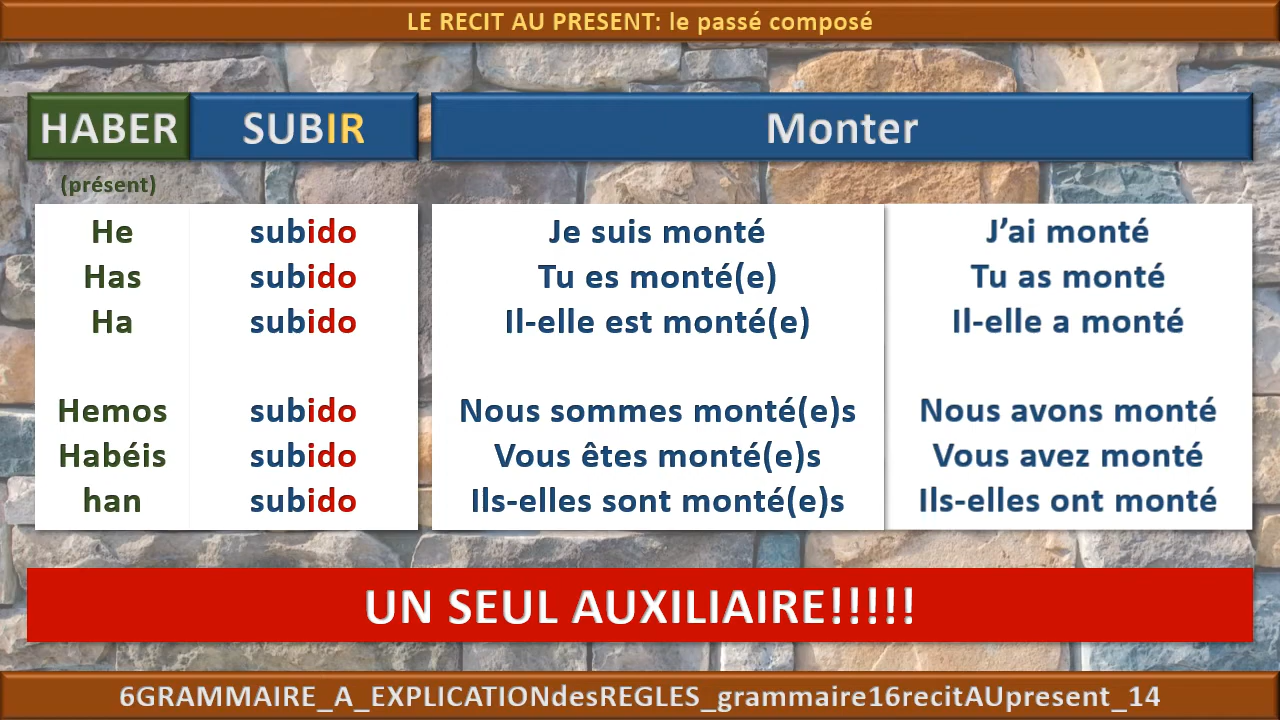 LE RECIT AU PRESENT: le passé composé
HABER SUBIR Monter
(présent)
He subido Je suis monté J’ai monté
Has subido Tu es monté(e) Tu as monté
Ha subido Il-elle est monté(e) Il-elle a monté
Hemos subido Nous sommes monté(e)s Nous avons monté
Habéis subido Vous êtes monté(e)s Vous avez monté
han subido Ils-elles sont monté(e)s Ils-elles ont monté
UN SEUL AUXILIAIRE!!!!!
6GRAMMAIRE_A_EXPLICATIONdesREGLES_grammaire16recitAUpresent_14